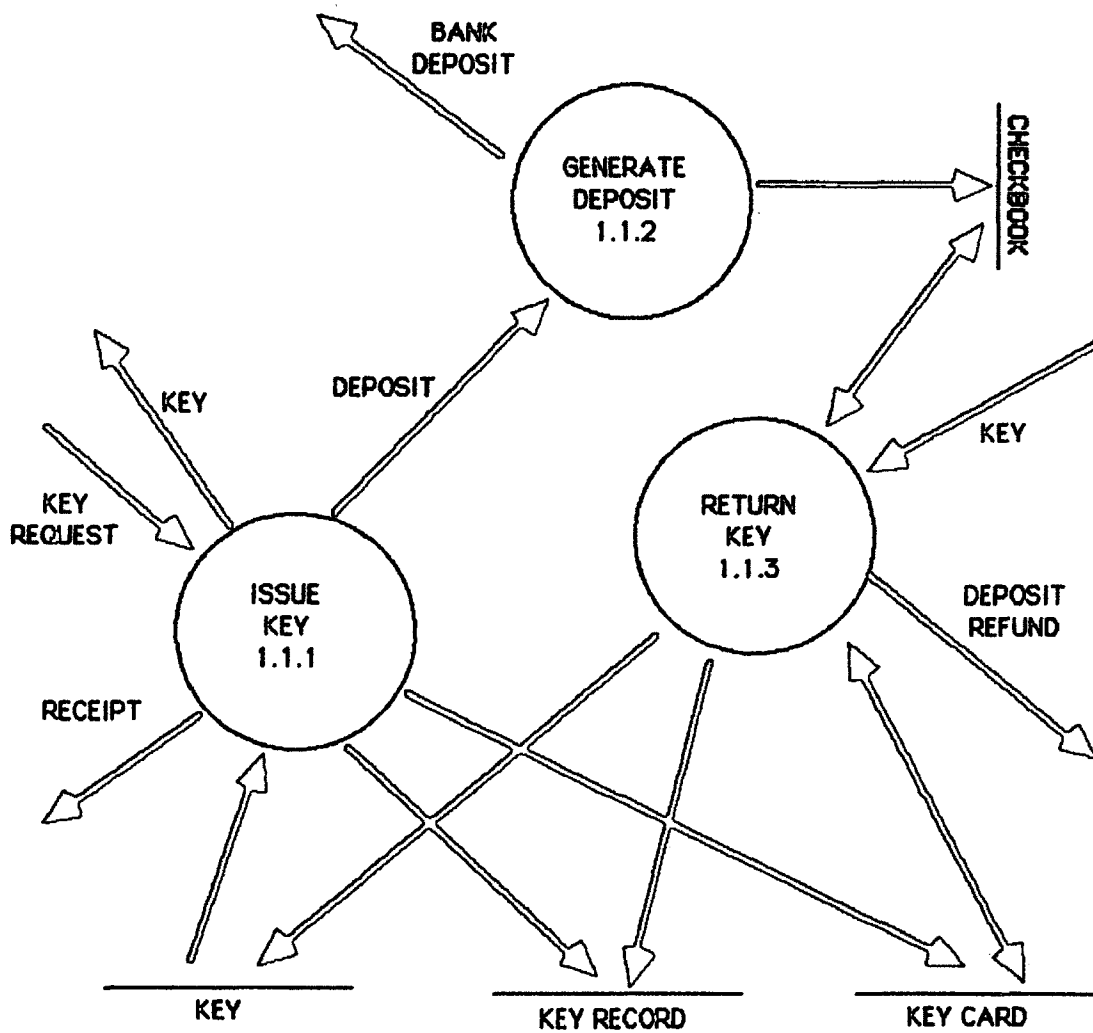 BANK
DEPOSIT
GENERATE
DEPOSIT
1.1.2
CHECKBOOK
KEY
DEPOSIT
KEY
REQUEST
KEY
RETURN
KEY
1.1.3
ISSUE
KEY
1.1.1
DEPOSIT
REFUND
RECEIPT
KEY
KEY RECORD
KEY CARD